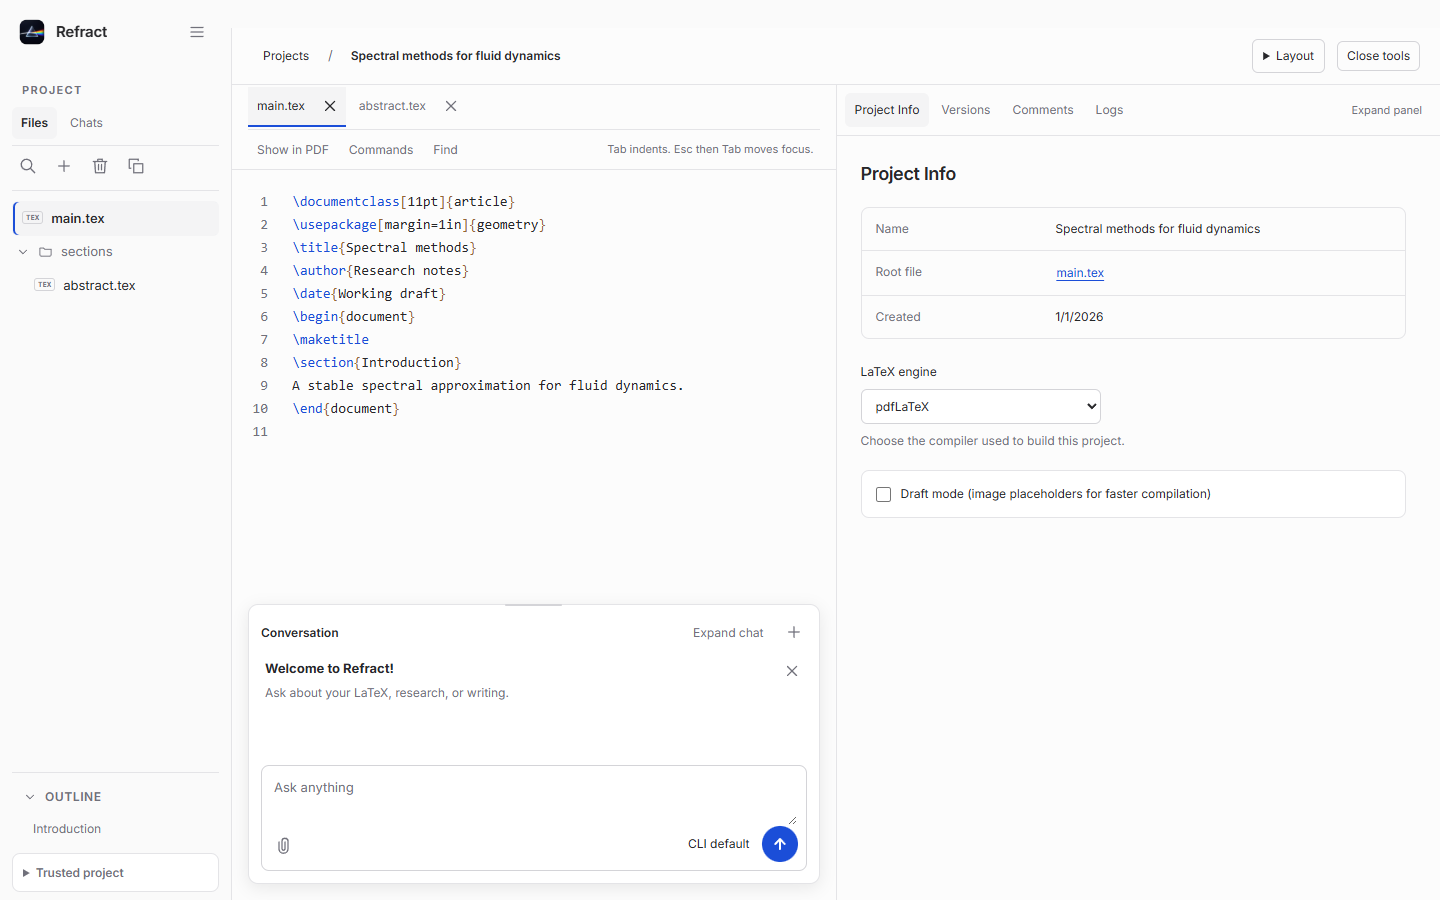 Refract
PROJECT
Files Chats
TEX main.tex
sections
TEX abstract.tex
OUTLINE
Introduction
Trusted project
Projects / Spectral methods for fluid dynamics
Layout Close tools
main.tex abstract.tex
Show in PDF Commands Find Tab indents. Esc then Tab moves focus.
1 \documentclass[11pt]{article}
2 \usepackage[margin=1in]{geometry}
3 \title{Spectral methods}
4 \author{Research notes}
5 \date{Working draft}
6 \begin{document}
7 \maketitle
8 \section{Introduction}
9 A stable spectral approximation for fluid dynamics.
10 \end{document}
11
Conversation Expand chat
Welcome to Refract!
Ask about your LaTeX, research, or writing.
Ask anything
CLI default
Project Info Versions Comments Logs Expand panel
Project Info
Name Spectral methods for fluid dynamics
Root file main.tex
Created 1/1/2026
LaTeX engine
pdfLaTeX
Choose the compiler used to build this project.
Draft mode (image placeholders for faster compilation)